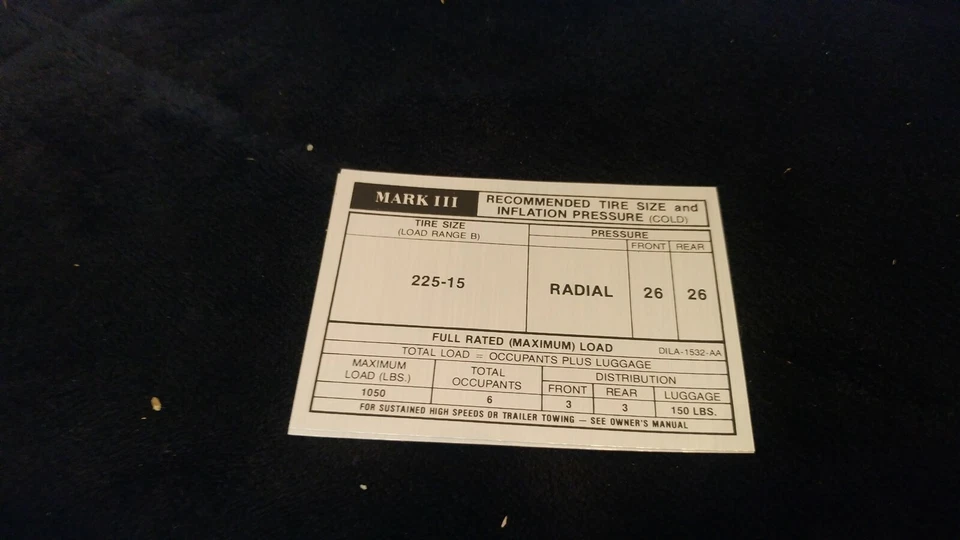 MARK III
RECOMMENDED TIRE SIZE and
INFLATION PRESSURE (COLD)
TIRE SIZE
(LOAD RANGE B)
PRESSURE
FRONT REAR
225-15 RADIAL 26 26
FULL RATED (MAXIMUM) LOAD
DILA-1532-AA
TOTAL LOAD = OCCUPANTS PLUS LUGGAGE
MAXIMUM
LOAD (LBS.)
TOTAL
OCCUPANTS
DISTRIBUTION
FRONT REAR LUGGAGE
1050 6 3 3 150 LBS.
FOR SUSTAINED HIGH SPEEDS OR TRAILER TOWING — SEE OWNER'S MANUAL